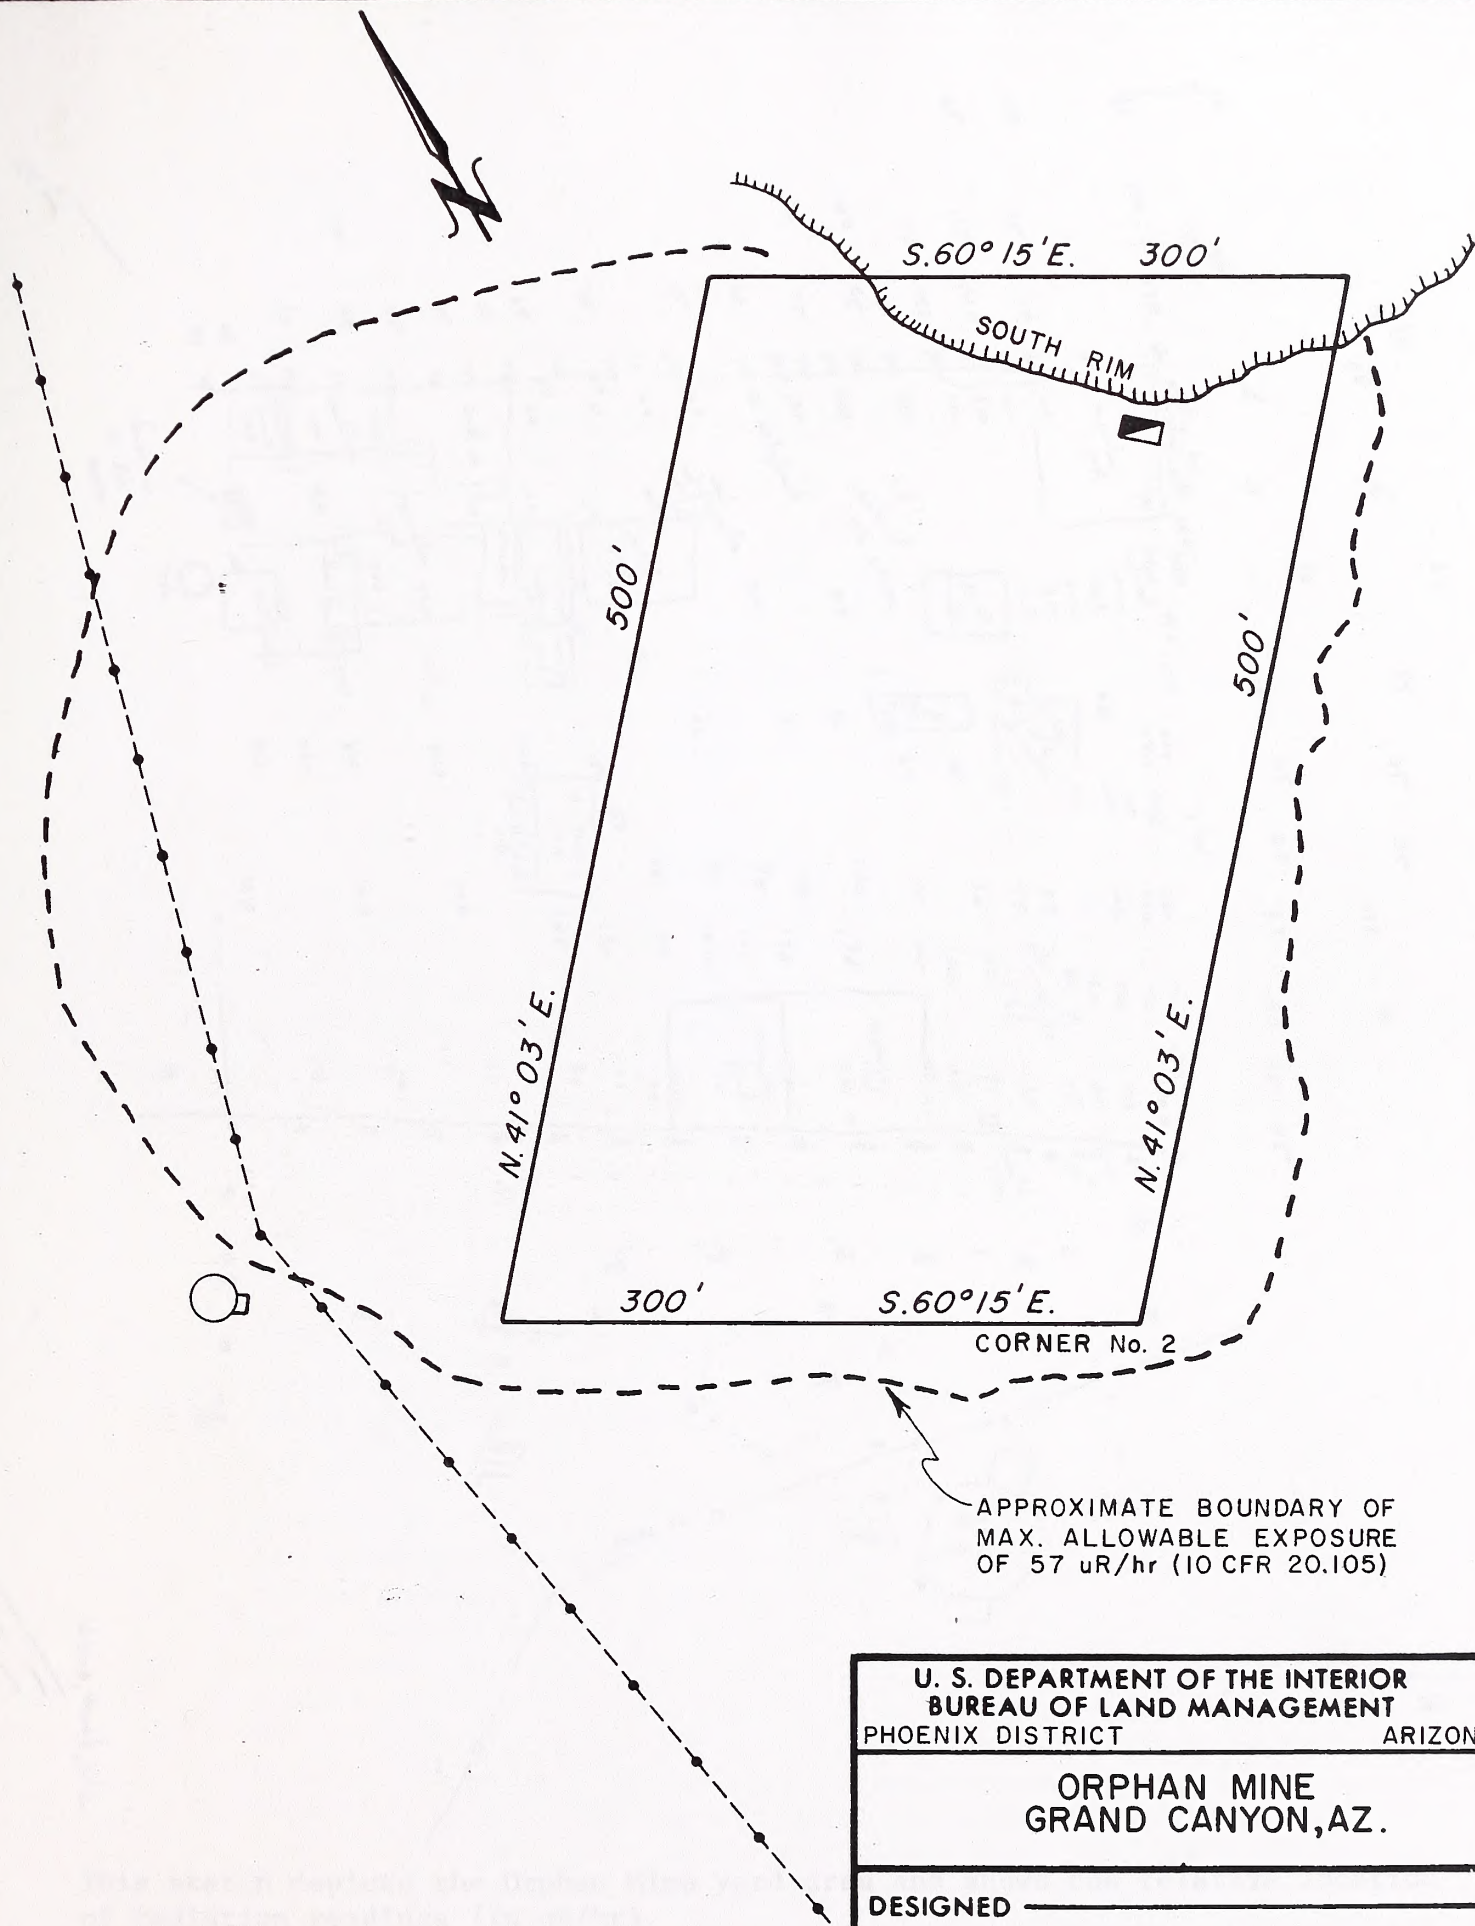 N
S.60° 15'E. 300'
SOUTH RIM
500'
500'
N.41° 03'E.
N.41° 03'E.
300' S.60°15'E.
CORNER No. 2
APPROXIMATE BOUNDARY OF
MAX. ALLOWABLE EXPOSURE
OF 57 uR/hr (10 CFR 20.105)
U. S. DEPARTMENT OF THE INTERIOR
BUREAU OF LAND MANAGEMENT
PHOENIX DISTRICT ARIZON
ORPHAN MINE
GRAND CANYON, AZ.
DESIGNED